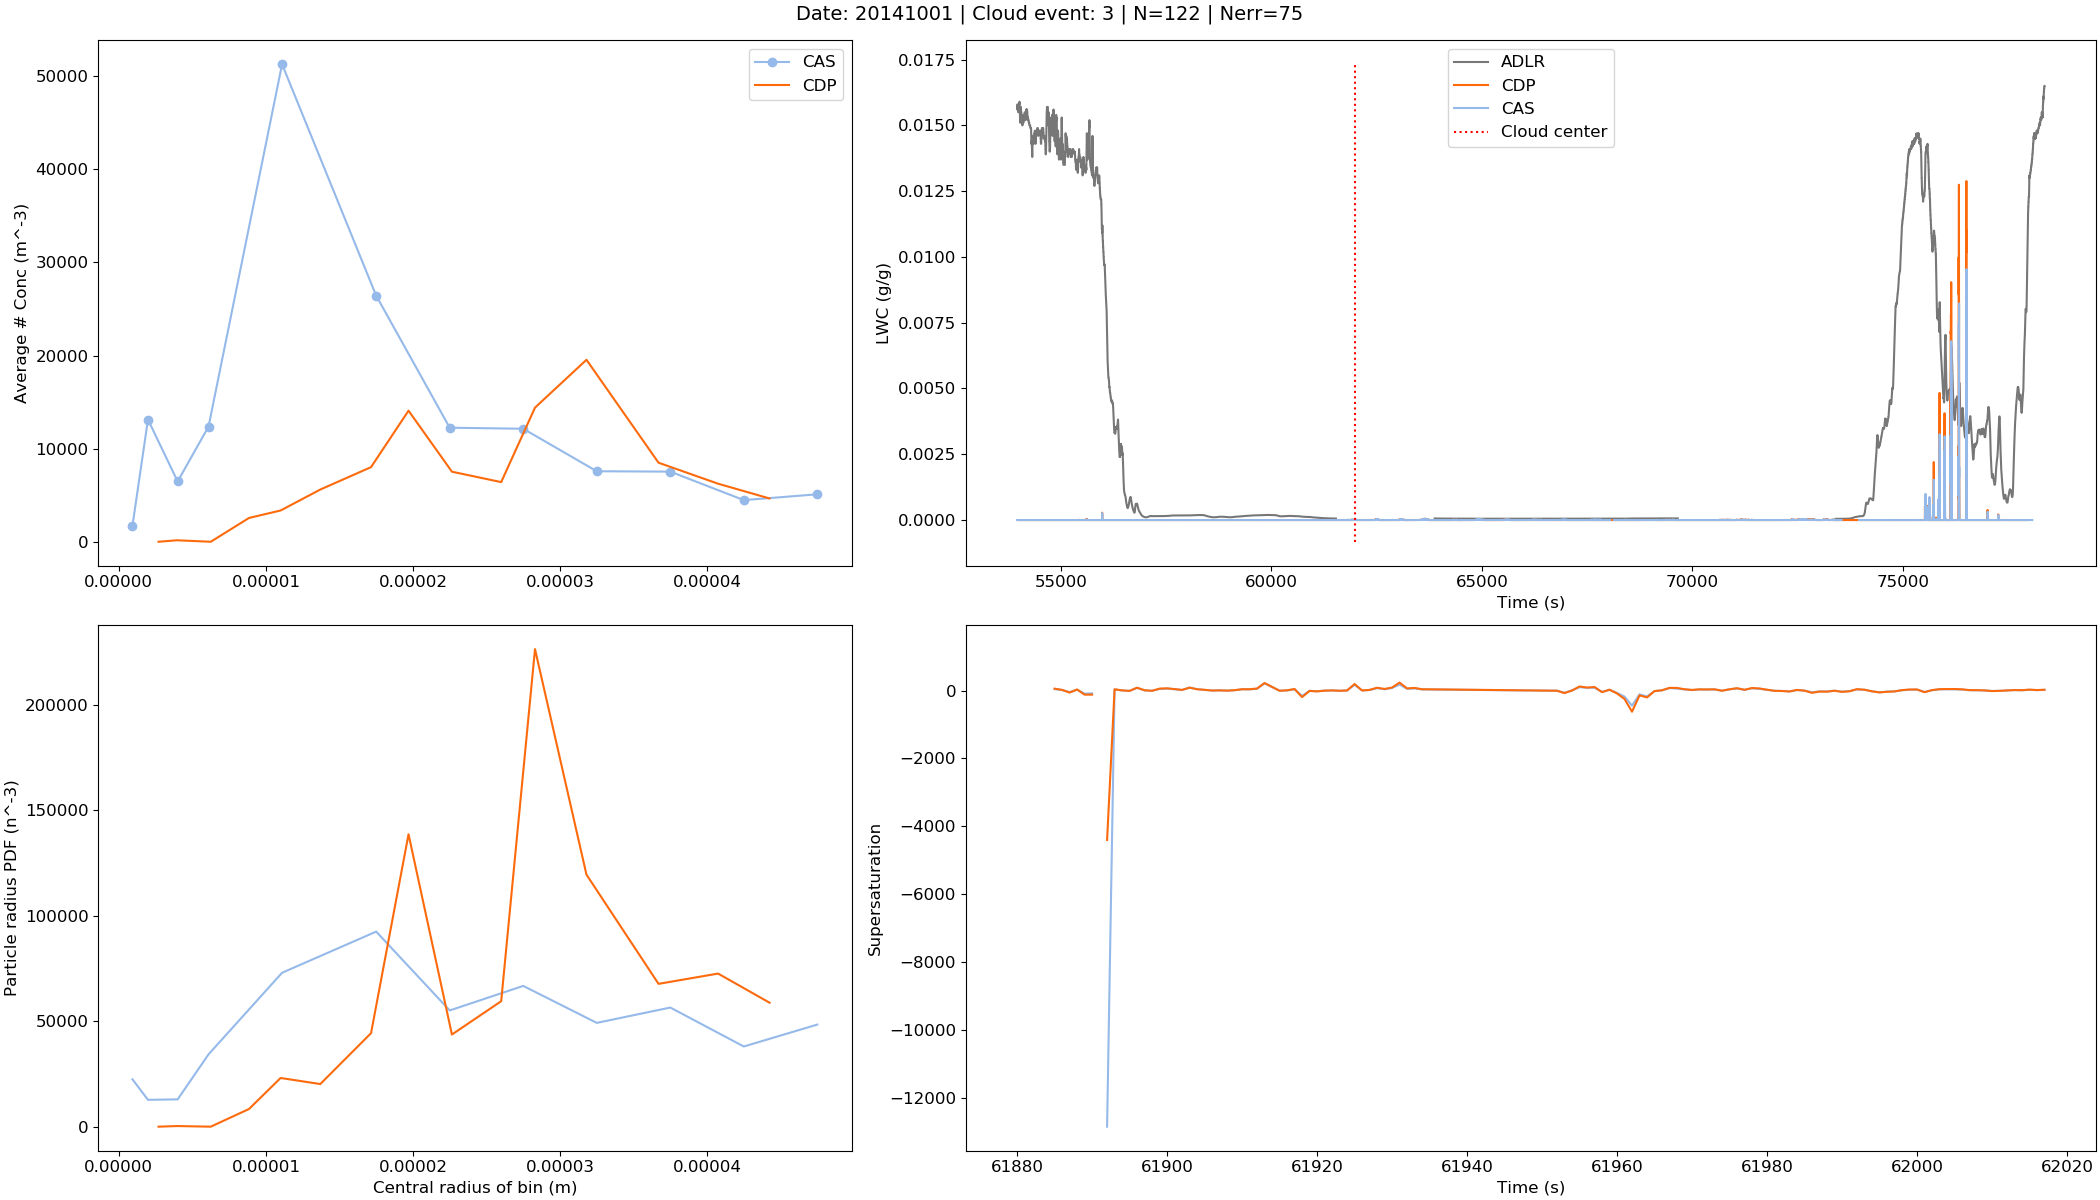 Date: 20141001 | Cloud event: 3 | N=122 | Nerr=75
Average # Conc (m^-3)
50000
40000
30000
20000
10000
0
CAS
CDP
0.00000 0.00001 0.00002 0.00003 0.00004
LWC (g/g)
0.0175
0.0150
0.0125
0.0100
0.0075
0.0050
0.0025
0.0000
ADLR
CDP
CAS
Cloud center
55000 60000 65000 70000 75000
Time (s)
Particle radius PDF (n^-3)
200000
150000
100000
50000
0
0.00000 0.00001 0.00002 0.00003 0.00004
Central radius of bin (m)
Supersaturation
0
−2000
−4000
−6000
−8000
−10000
−12000
61880 61900 61920 61940 61960 61980 62000 62020
Time (s)